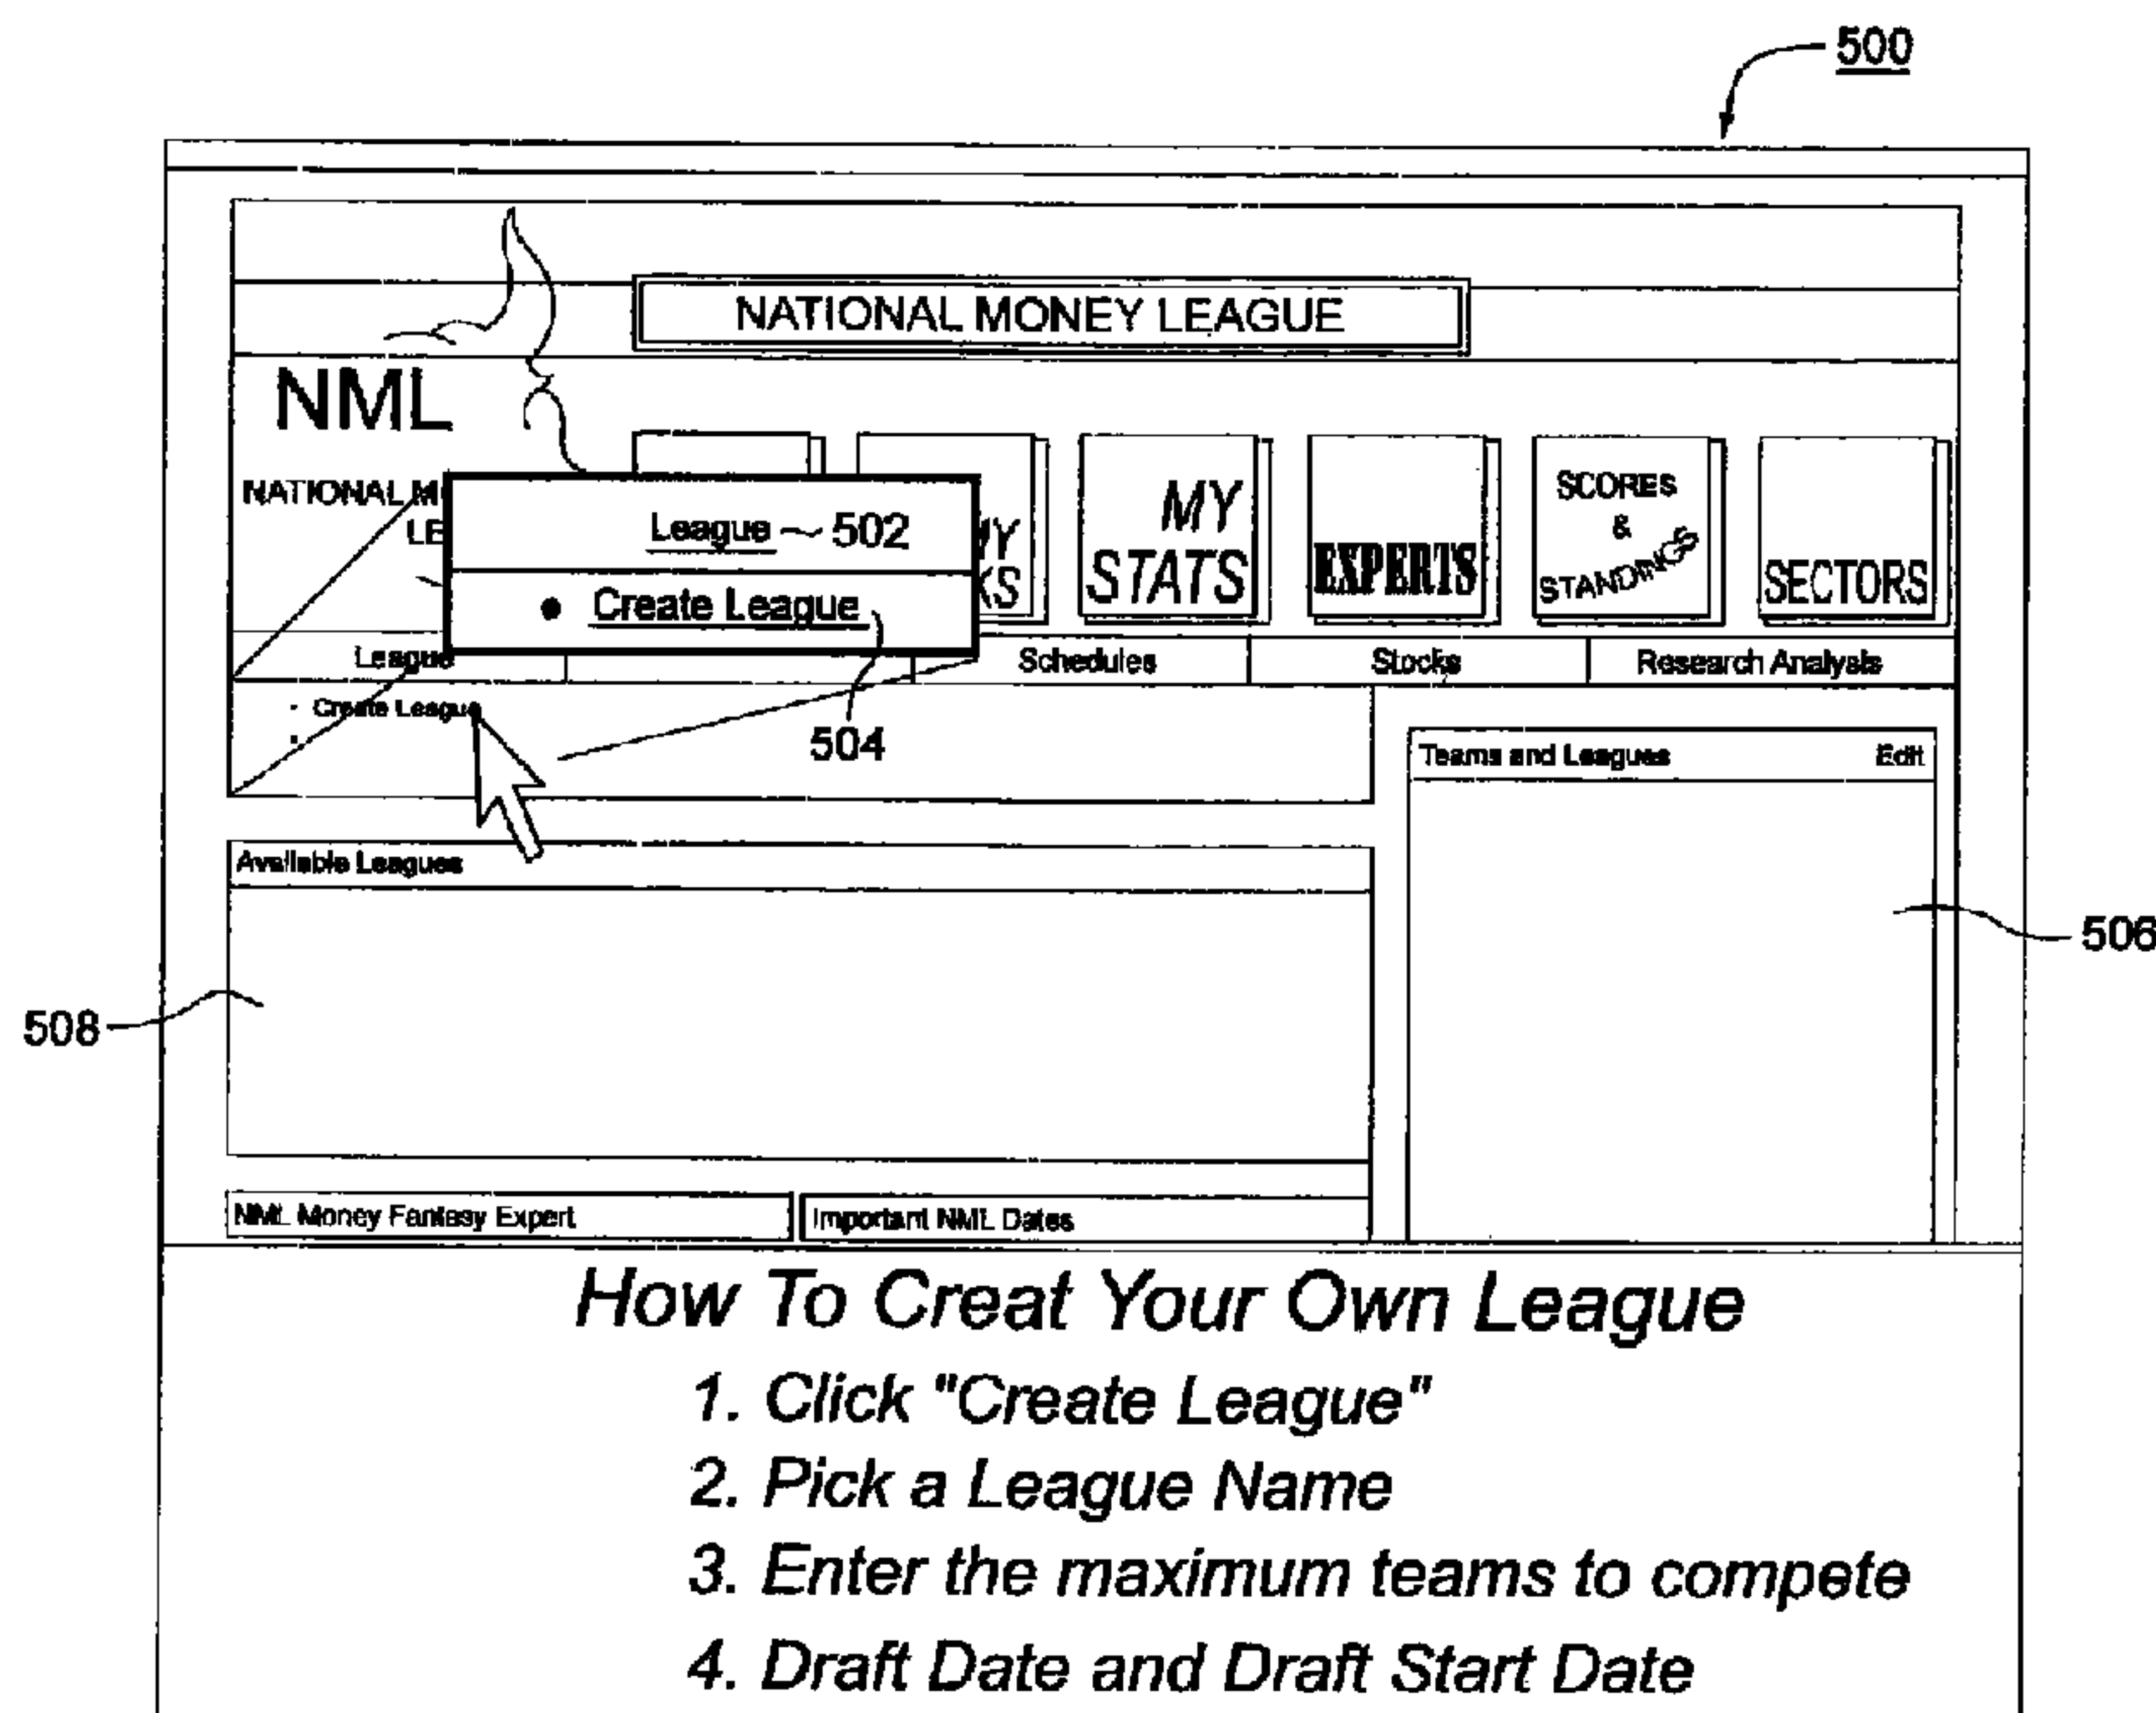 500
NATIONAL MONEY LEAGUE
NML
NATIONAL M
LE
League 502
Create League
504
MY
STATS
EXPERTS
SCORES
&
STANDINGS
SECTORS
KS
League
Schedules
Stocks
Research Analysis
Create League
Teams and Leagues
Edit
Available Leagues
506
508
NML Money Fantasy Expert
Important NML Dates
How To Creat Your Own League
1. Click "Create League"
2. Pick a League Name
3. Enter the maximum teams to compete
4. Draft Date and Draft Start Date